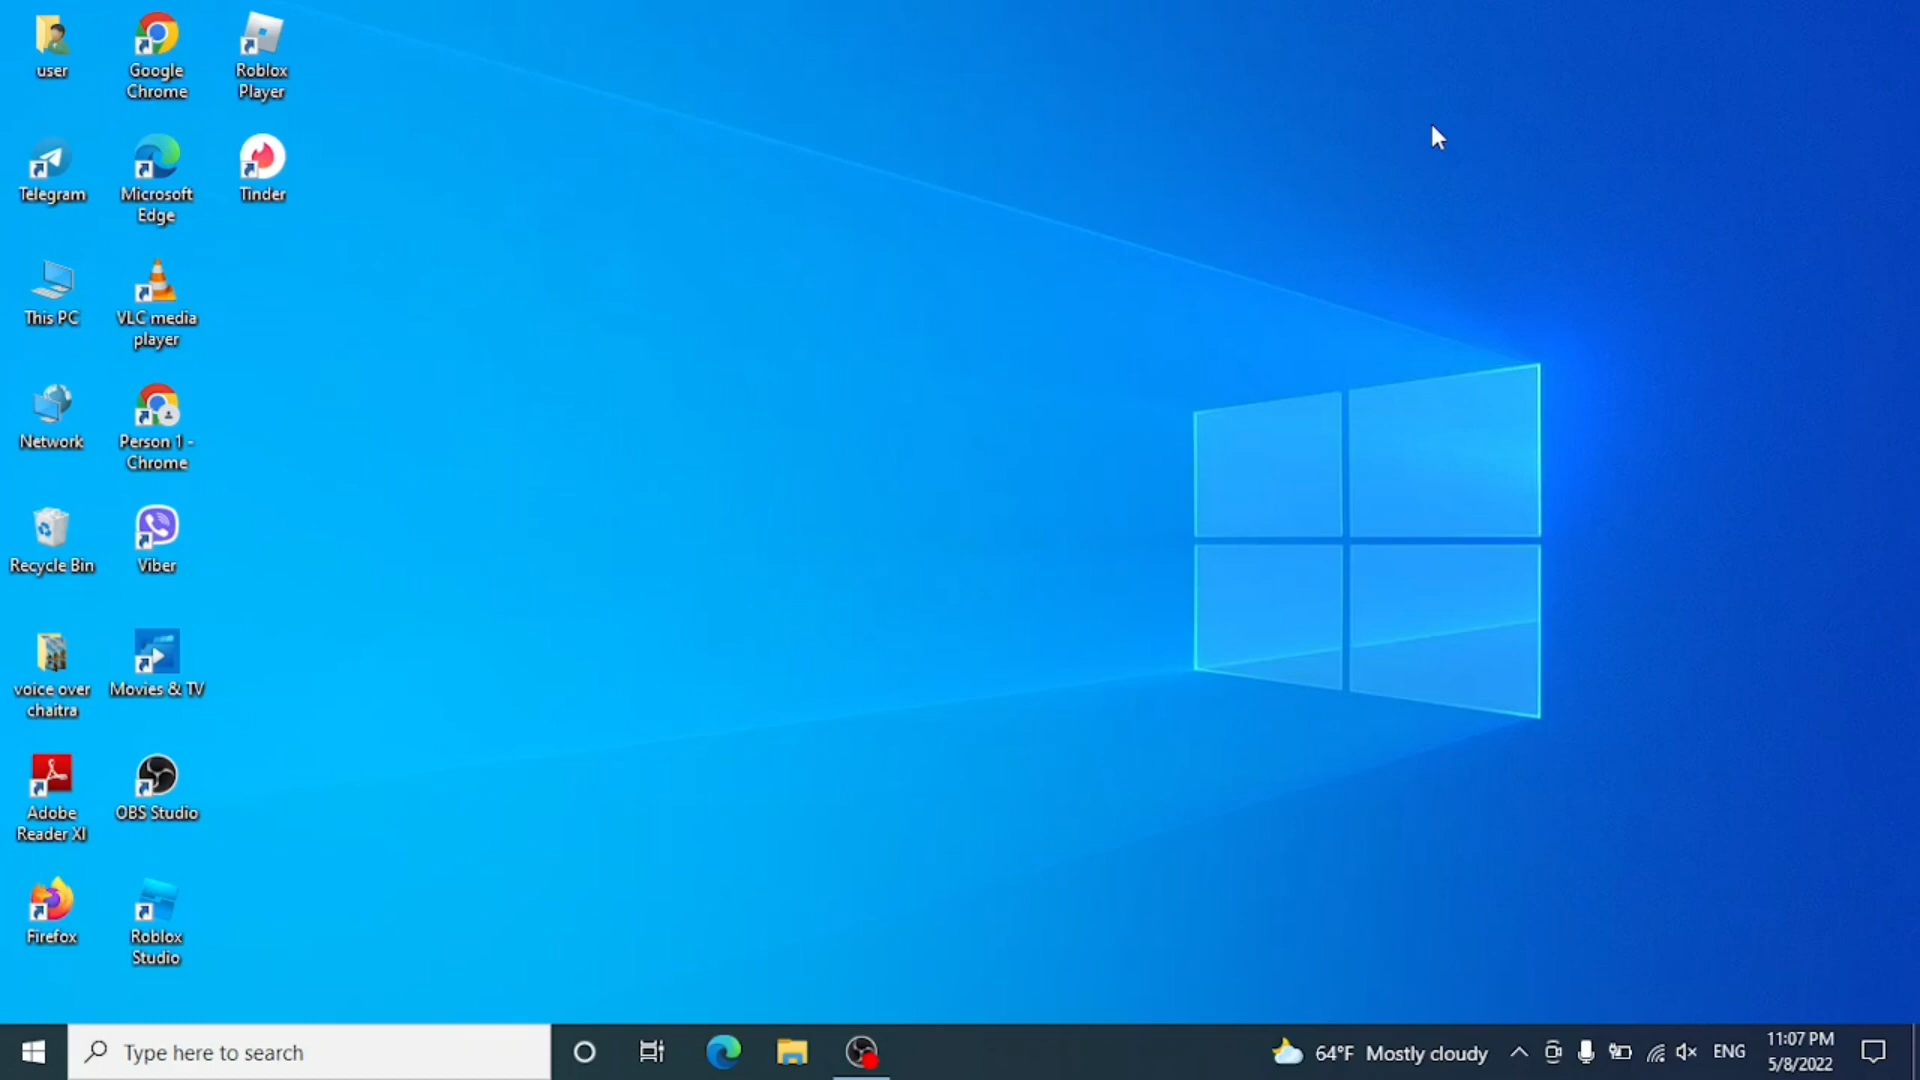 user
Google
Chrome
Roblox
Player
Telegram
Microsoft
Edge
Tinder
This PC
VLC media
player
Network
Person 1 -
Chrome
Recycle Bin
Viber
voice over
chaitra
Movies & TV
Adobe
Reader XI
OBS Studio
Firefox
Roblox
Studio
Type here to search
64°F Mostly cloudy
ENG
11:07 PM
5/8/2022